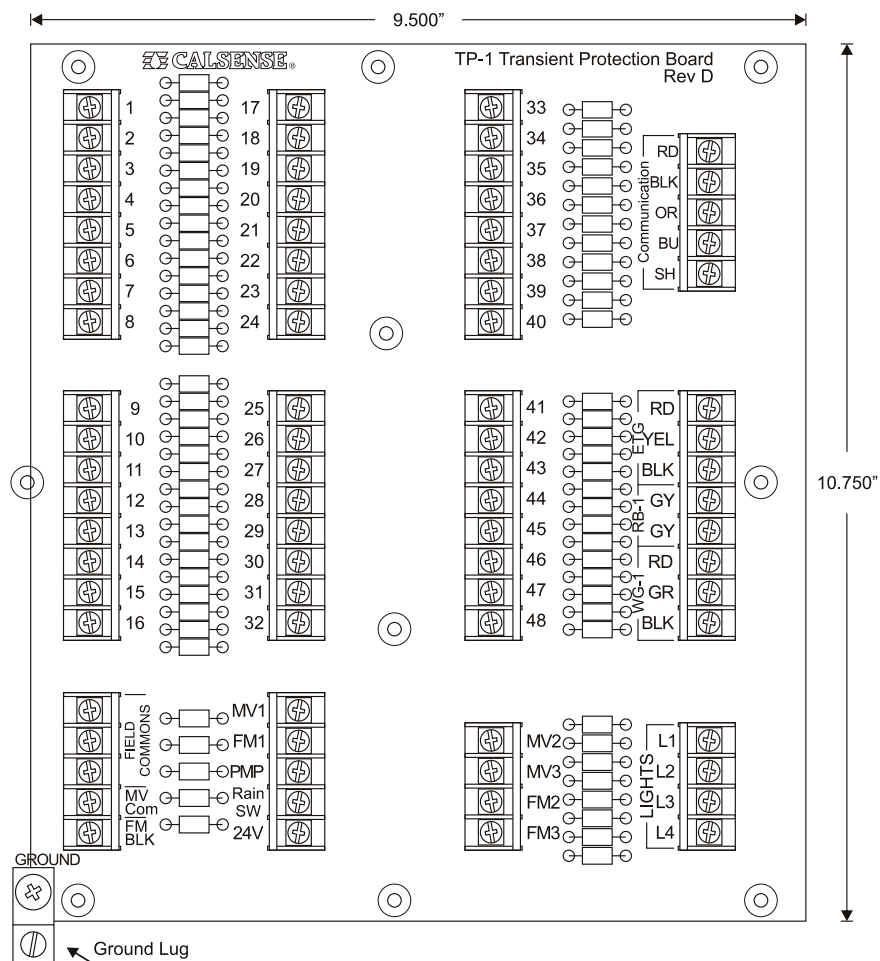 9.500”
CALSENSE®
TP-1 Transient Protection Board
Rev D
1
2
3
4
5
6
7
8
17
18
19
20
21
22
23
24
33
34
35
36
37
38
39
40
Communication
RD
BLK
OR
BU
SH
9
10
11
12
13
14
15
16
25
26
27
28
29
30
31
32
41
42
43
44
45
46
47
48
ETG
RB-1
WG-1
RD
YEL
BLK
GY
GY
RD
GR
BLK
10.750”
FIELD
COMMONS
MV
Com
FM
BLK
MV1
FM1
PMP
Rain
SW
24V
MV2
MV3
FM2
FM3
LIGHTS
L1
L2
L3
L4
GROUND
Ground Lug